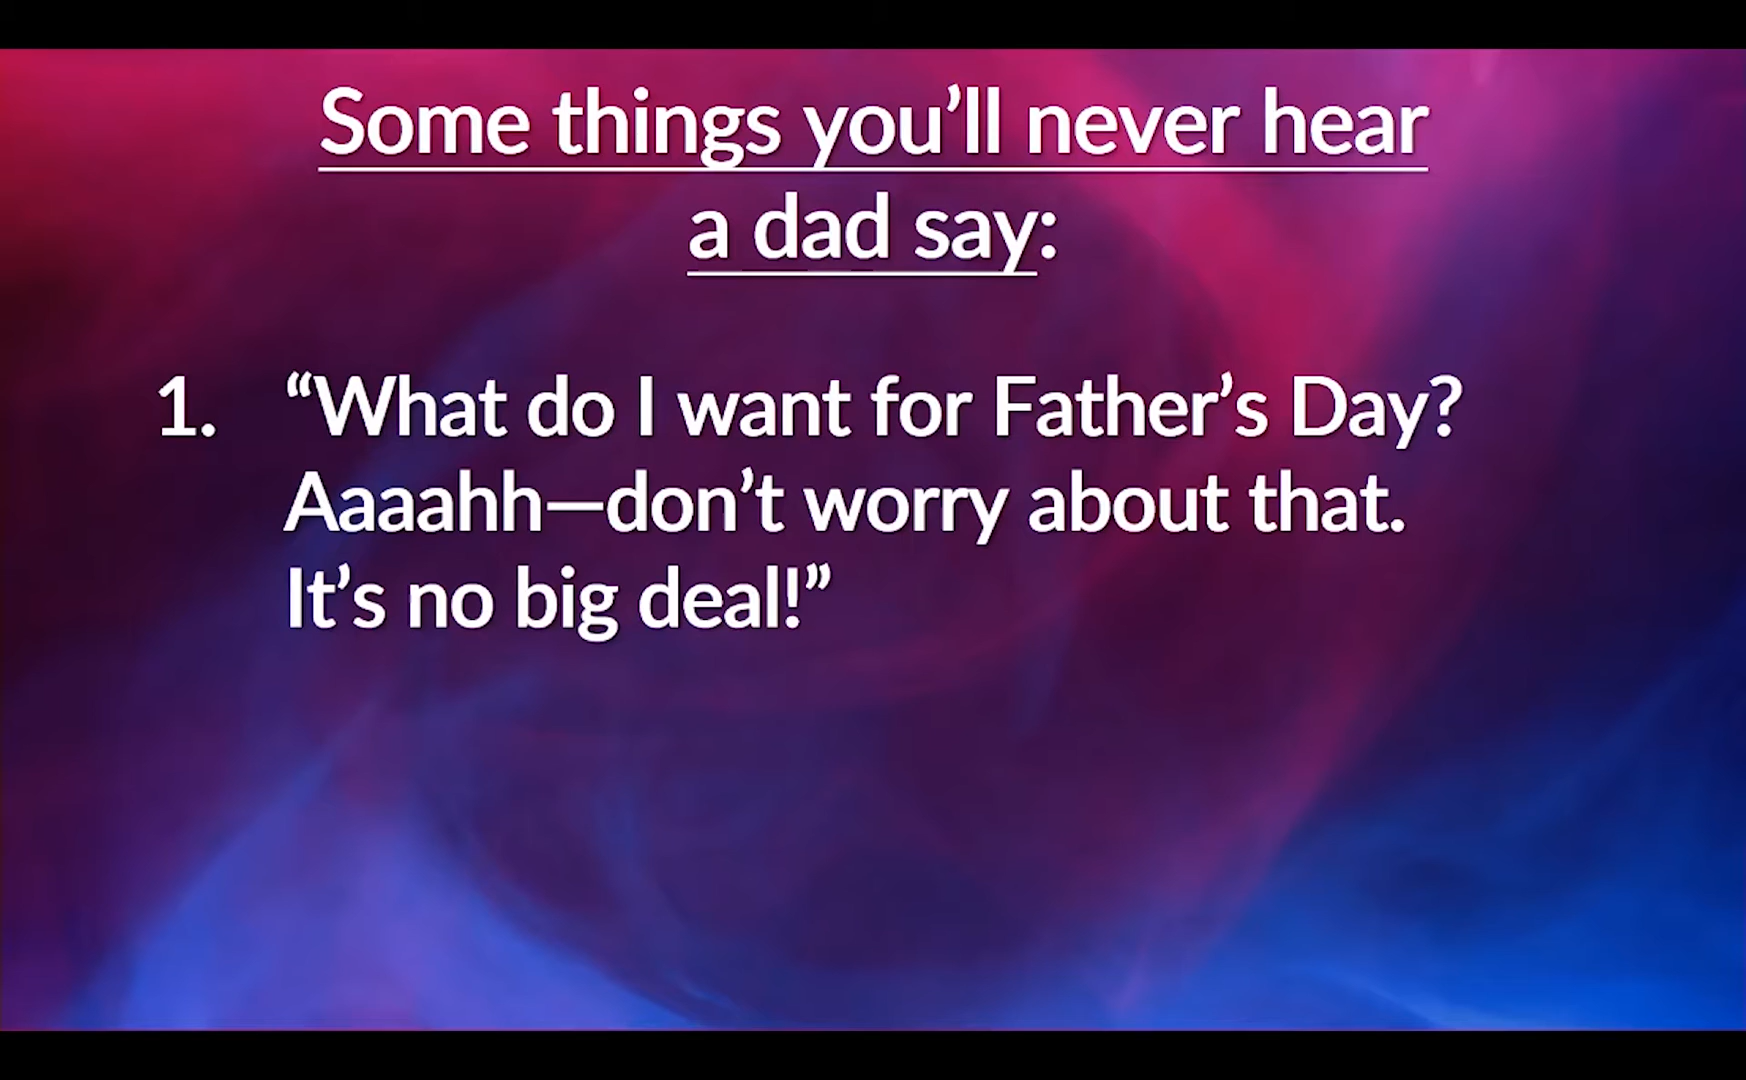 Some things you’ll never hear
a dad say:
1. “What do I want for Father’s Day?
Aaaahh—don’t worry about that.
It’s no big deal!”